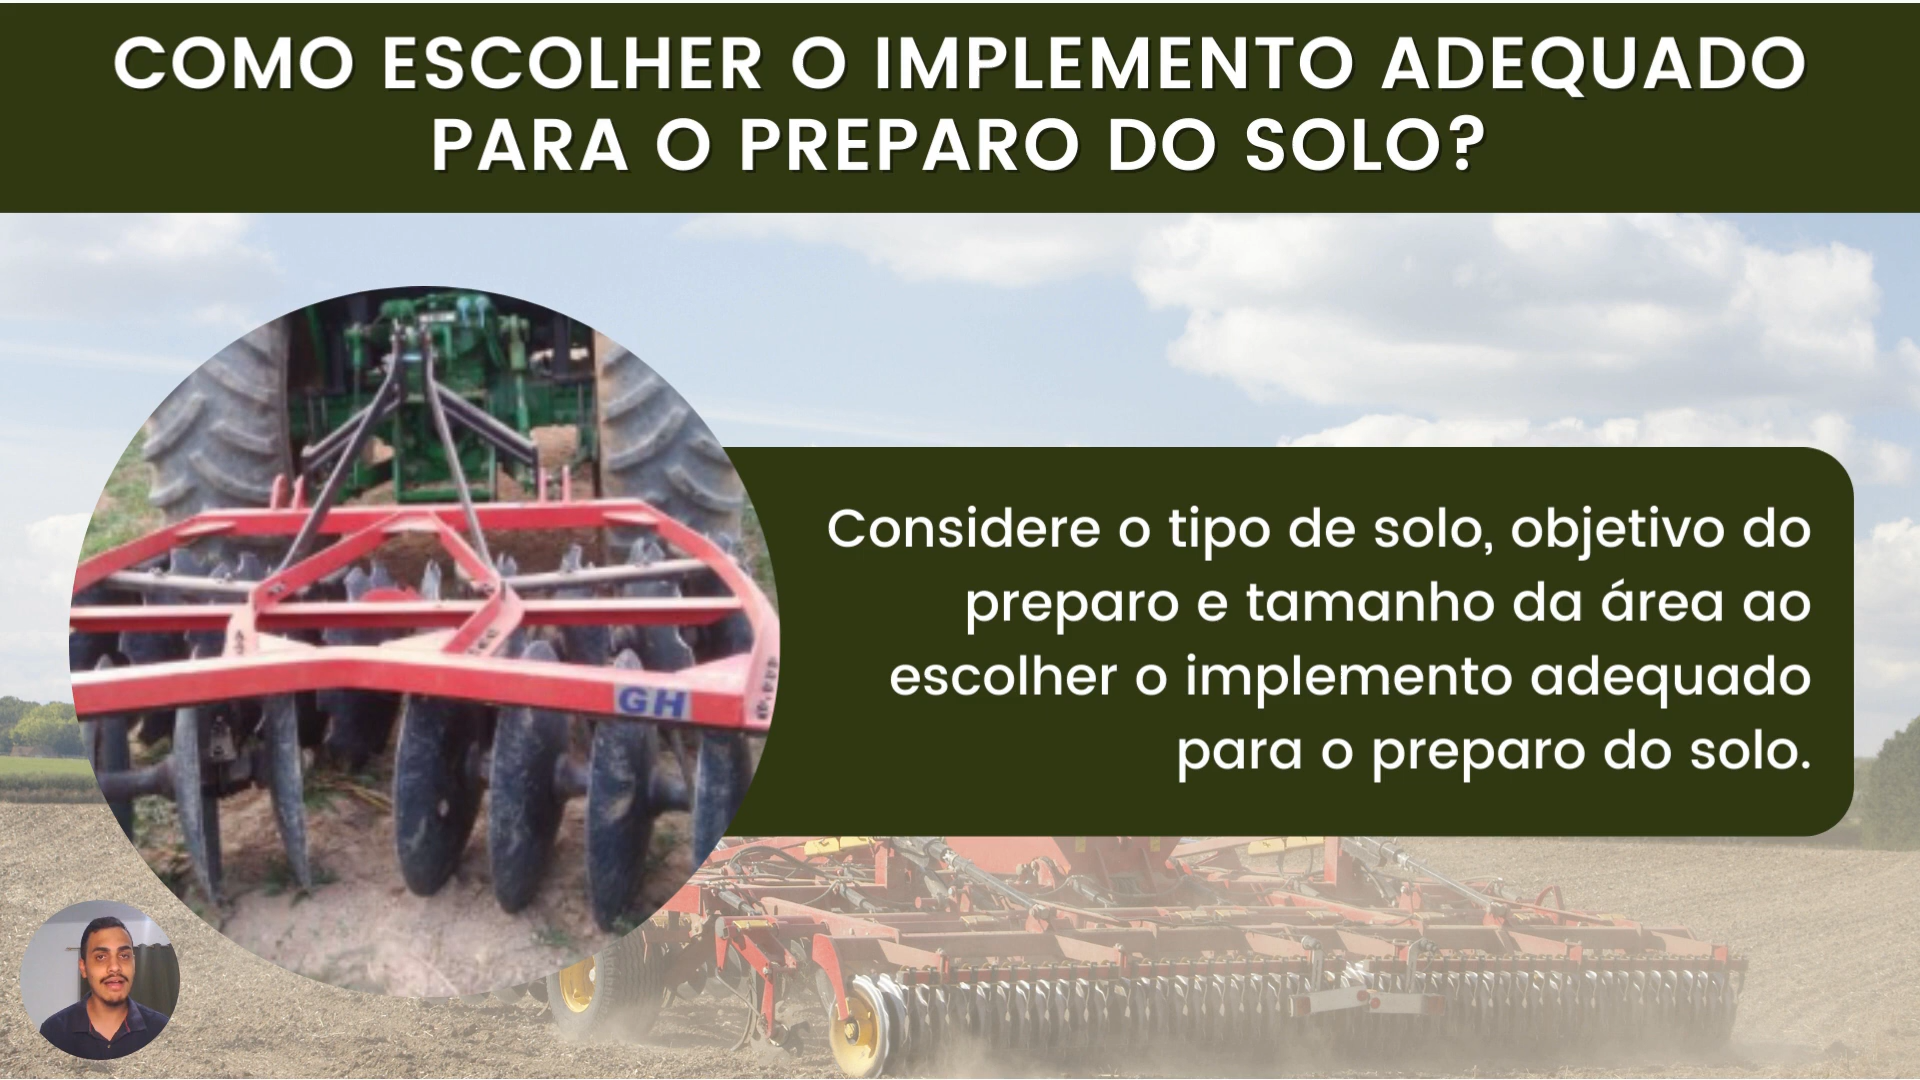 COMO ESCOLHER O IMPLEMENTO ADEQUADO
PARA O PREPARO DO SOLO?
Considere o tipo de solo, objetivo do
preparo e tamanho da área ao
escolher o implemento adequado
para o preparo do solo.
GH